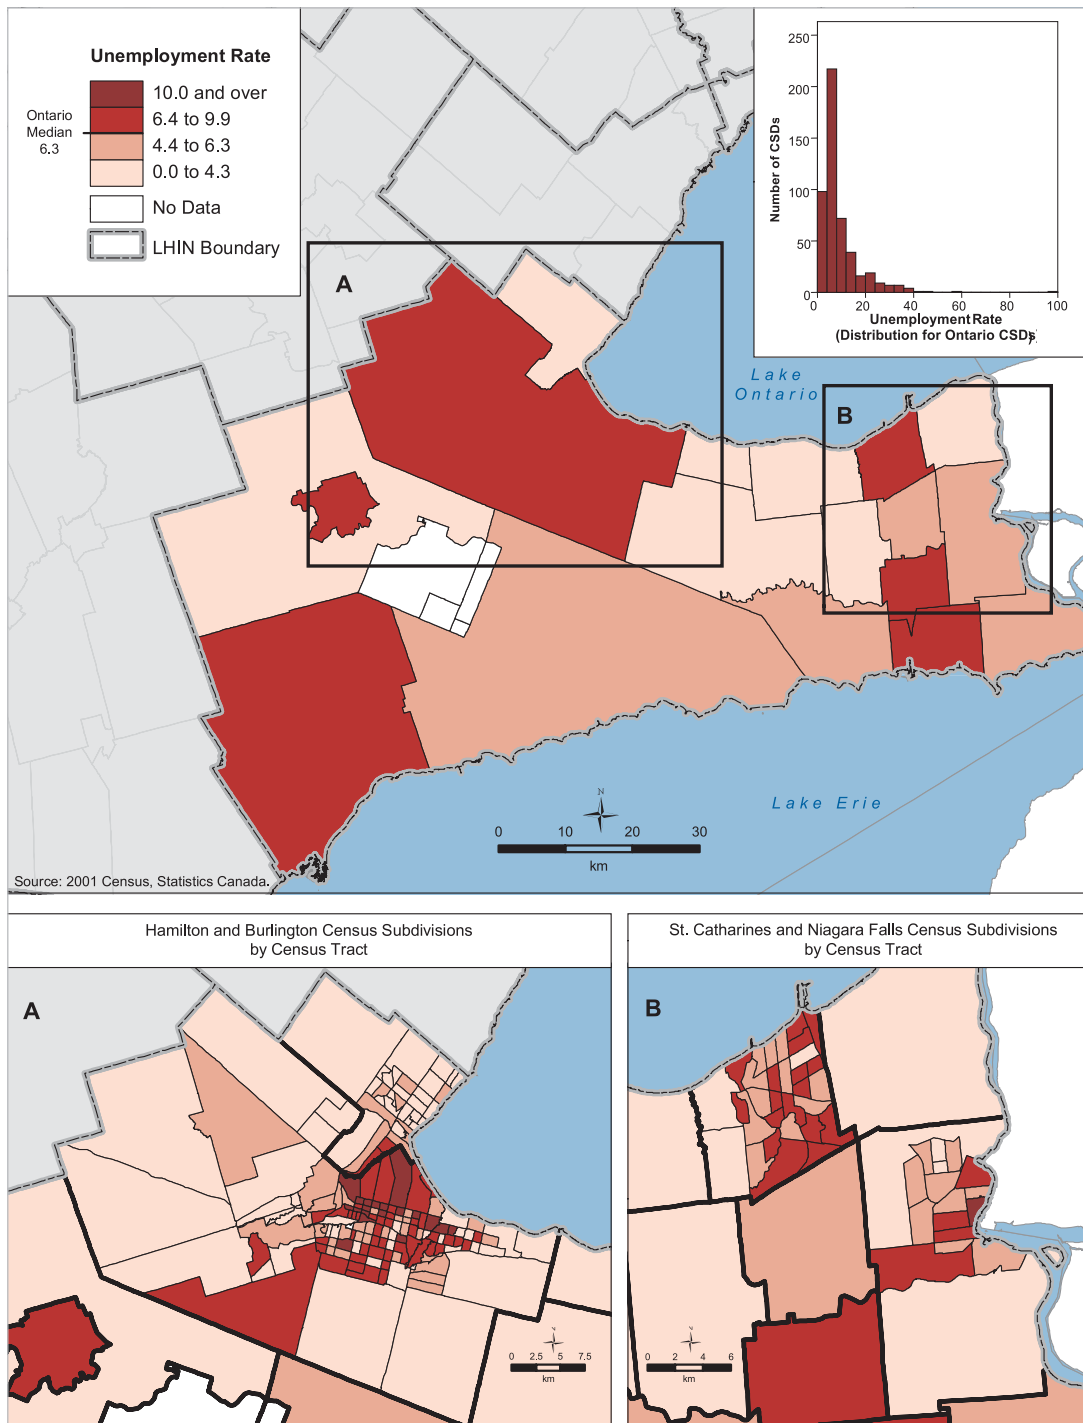 Unemployment Rate
10.0 and over
6.4 to 9.9
4.4 to 6.3
0.0 to 4.3
No Data
LHIN Boundary
Ontario
Median
6.3
250
200
150
100
50
0
0 20 40 60 80 100
Number of CSDs
Unemployment Rate
(Distribution for Ontario CSDs)
A
Lake
Ontario
B
Lake Erie
N
0 10 20 30
km
Source: 2001 Census, Statistics Canada.
Hamilton and Burlington Census Subdivisions
by Census Tract
A
N
0 2.5 5 7.5
km
St. Catharines and Niagara Falls Census Subdivisions
by Census Tract
B
N
0 2 4 6
km